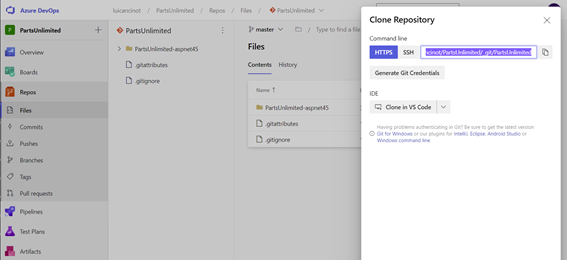 Azure DevOps
luicancinot / PartsUnlimited / Repos / Files / PartsUnlimited
PartsUnlimited
Overview
Boards
Repos
Files
Commits
Pushes
Branches
Tags
Pull requests
Pipelines
Test Plans
Artifacts
PartsUnlimited
PartsUnlimited-aspnet45
.gitattributes
.gitignore
master
/ Type to find a file
Files
Contents History
Name
PartsUnlimited-aspnet45
.gitattributes
.gitignore
Clone Repository
Command line
HTTPS SSH /PartsUnlimited/_git/PartsUnlimited
Generate Git Credentials
IDE
Clone in VS Code
Having problems authenticating in Git? Be sure to get the latest version
Git for Windows or our plugins for IntelliJ, Eclipse, Android Studio or
Windows command line.